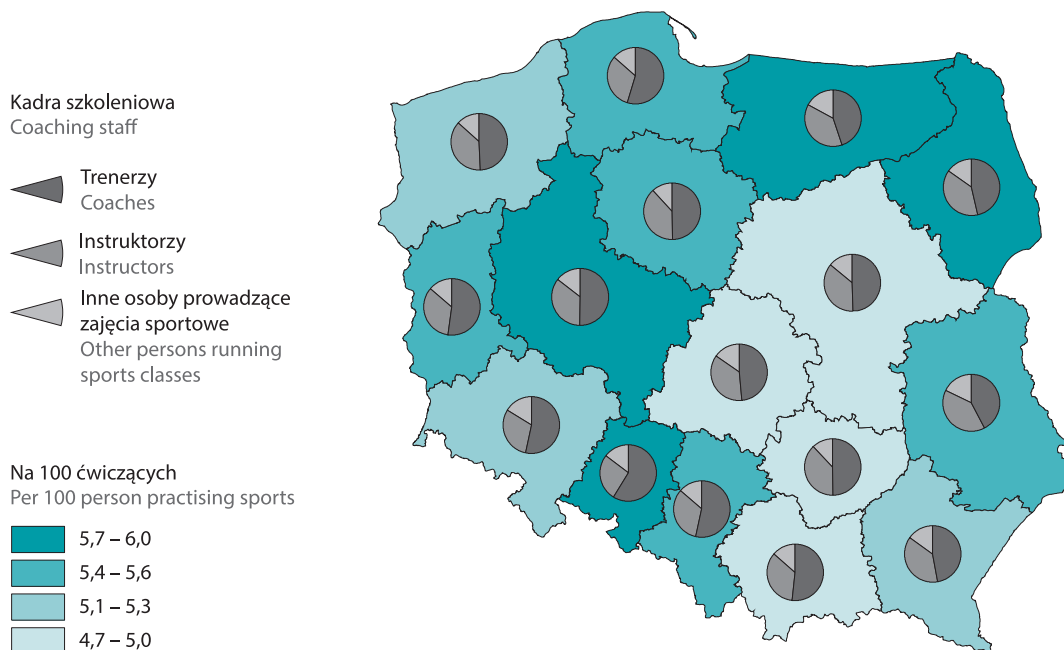 Kadra szkoleniowa
Coaching staff
Trenerzy
Coaches
Instruktorzy
Instructors
Inne osoby prowadzące
zajęcia sportowe
Other persons running
sports classes
Na 100 ćwiczących
Per 100 person practising sports
5,7 – 6,0
5,4 – 5,6
5,1 – 5,3
4,7 – 5,0